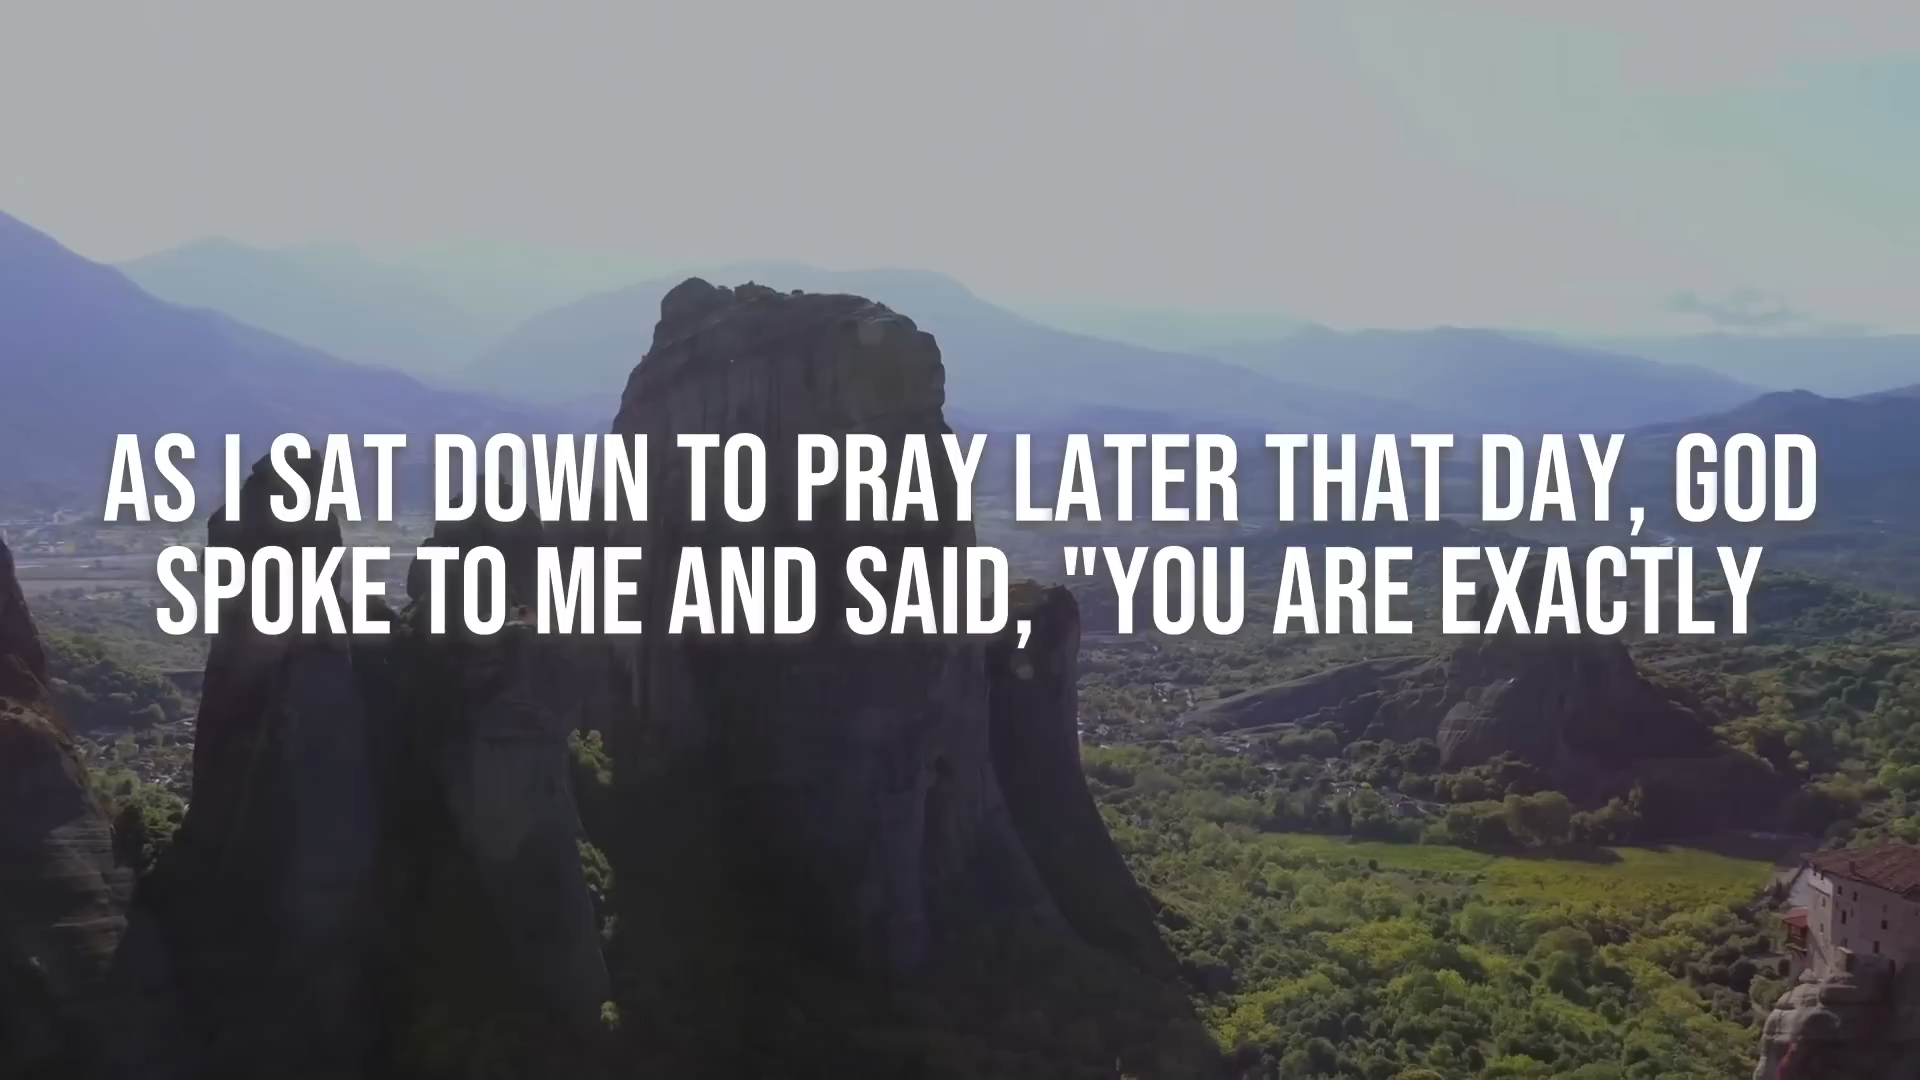 AS I SAT DOWN TO PRAY LATER THAT DAY, GOD
SPOKE TO ME AND SAID, "YOU ARE EXACTLY